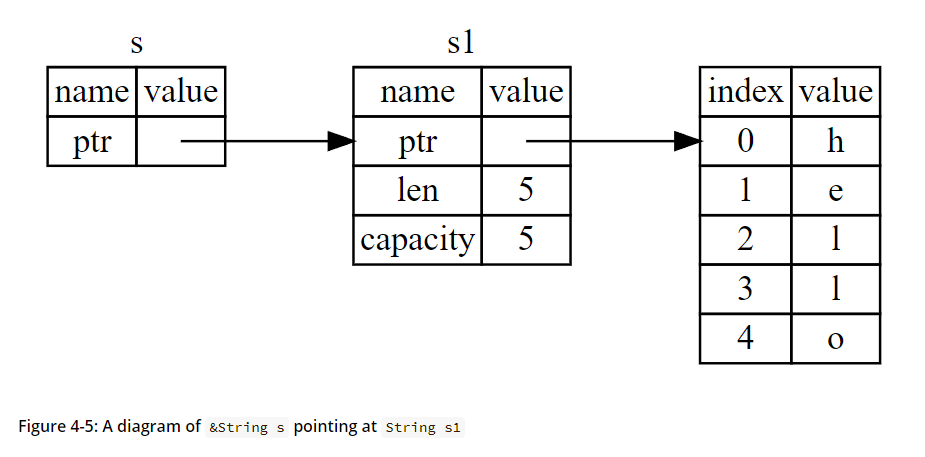 s s1
name value name value index value
ptr ptr 0 h
len 5 1 e
capacity 5 2 l
3 l
4 o
Figure 4-5: A diagram of &String s pointing at String s1